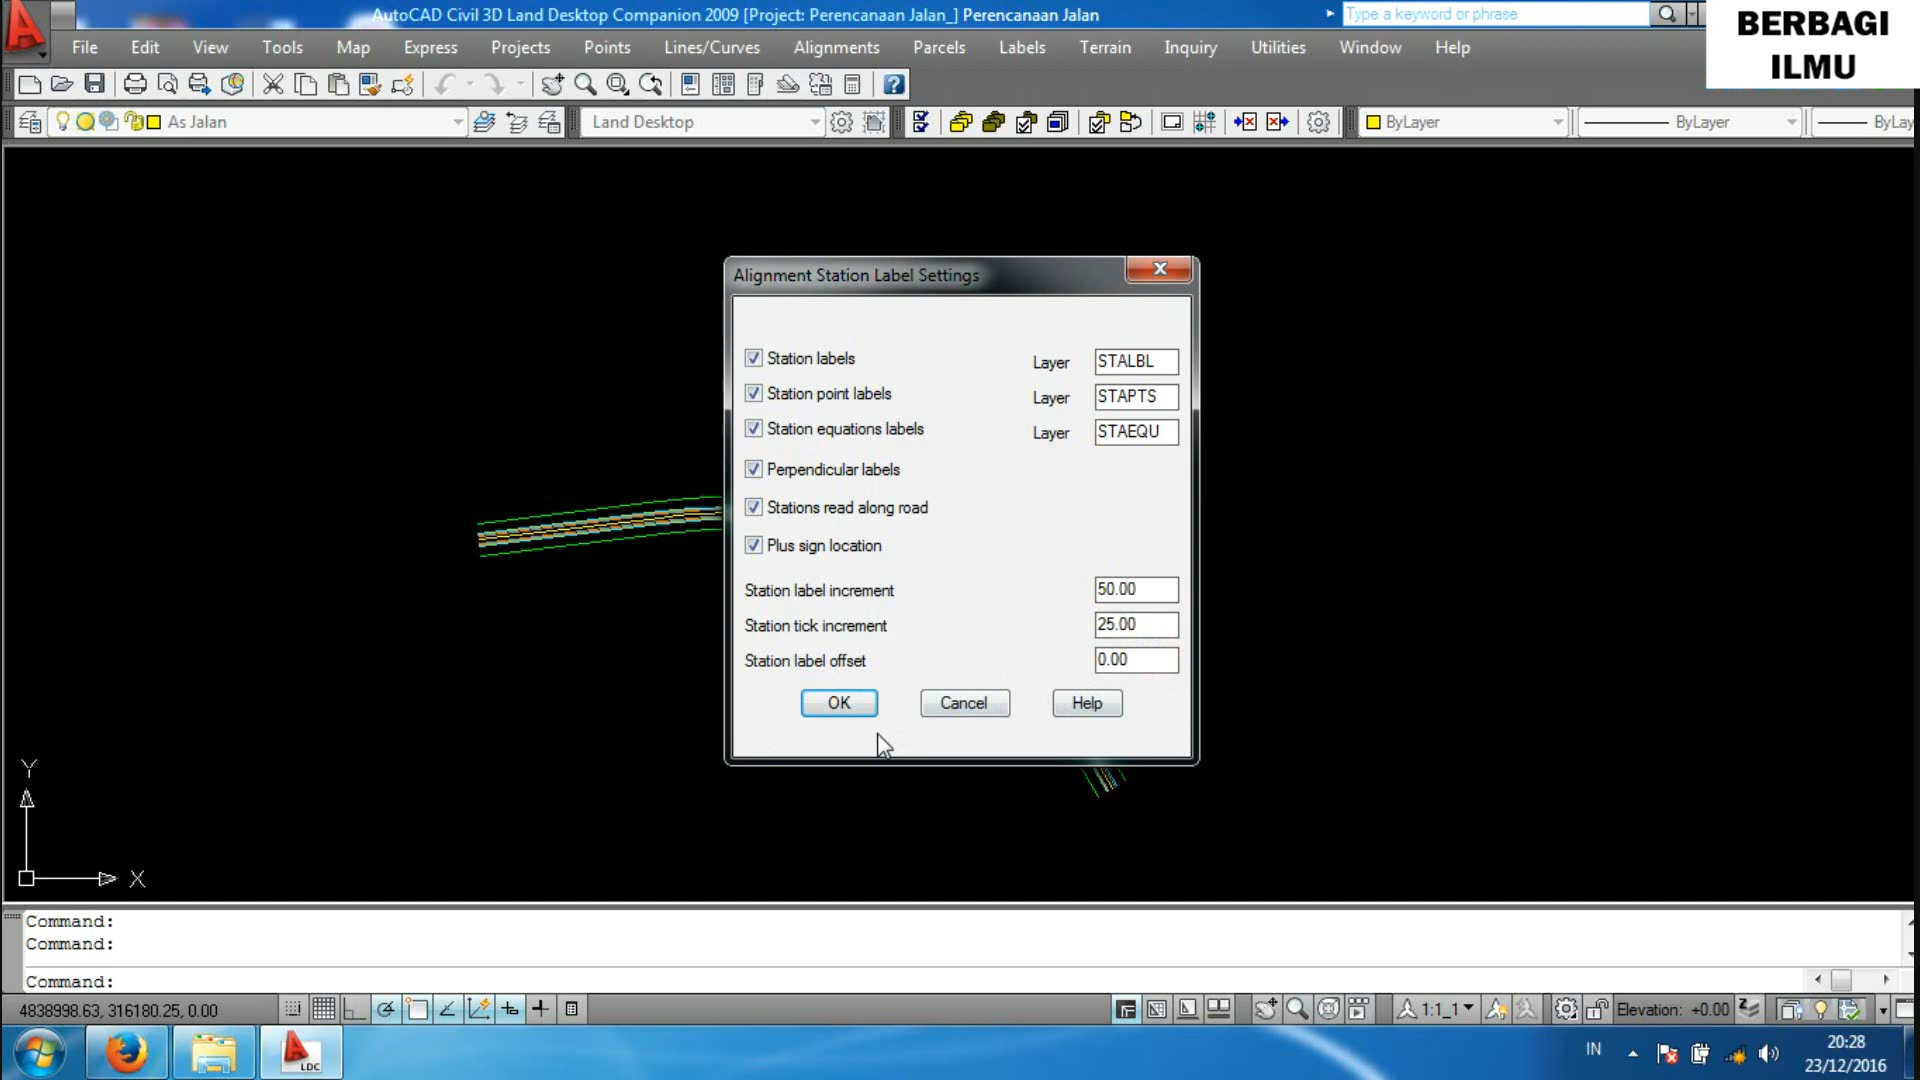 AutoCAD Civil 3D Land Desktop Companion 2009 [Project: Perencanaan Jalan_] Perencanaan Jalan
Type a keyword or phrase
BERBAGI
ILMU
File Edit View Tools Map Express Projects Points Lines/Curves Alignments Parcels Labels Terrain Inquiry Utilities Window Help
As Jalan
Land Desktop
ByLayer
ByLayer
ByLay
Alignment Station Label Settings
Station labels Layer STALBL
Station point labels Layer STAPTS
Station equations labels Layer STAEQU
Perpendicular labels
Stations read along road
Plus sign location
Station label increment 50.00
Station tick increment 25.00
Station label offset 0.00
OK Cancel Help
Y
X
Command:
Command:
Command:
4838998.63, 316180.25, 0.00
1:1_1
Elevation: +0.00
LDC
IN
20:28
23/12/2016